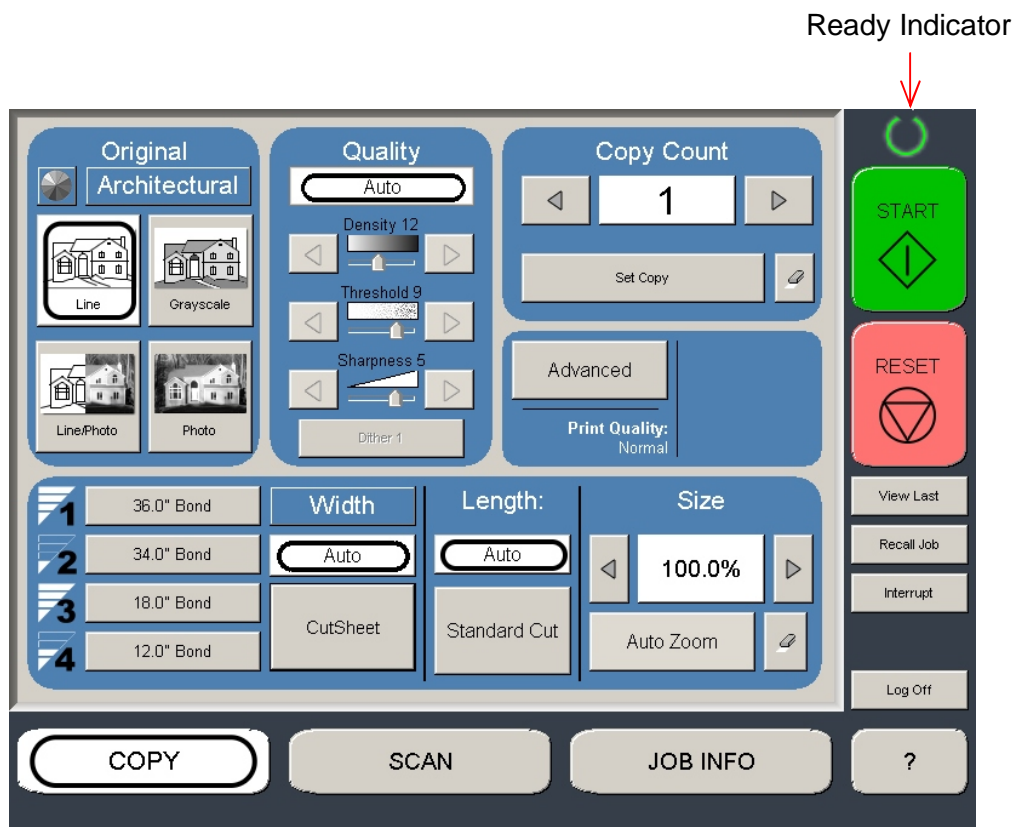 Ready Indicator
Original
Architectural
Line
Grayscale
Line/Photo
Photo
Quality
Auto
Density 12
Threshold 9
Sharpness 5
Dither 1
Copy Count
1
Set Copy
Advanced
Print Quality:
Normal
START
RESET
View Last
Recall Job
Interrupt
Log Off
1
36.0" Bond
2
34.0" Bond
3
18.0" Bond
4
12.0" Bond
Width
Auto
CutSheet
Length:
Auto
Standard Cut
Size
100.0%
Auto Zoom
COPY
SCAN
JOB INFO
?